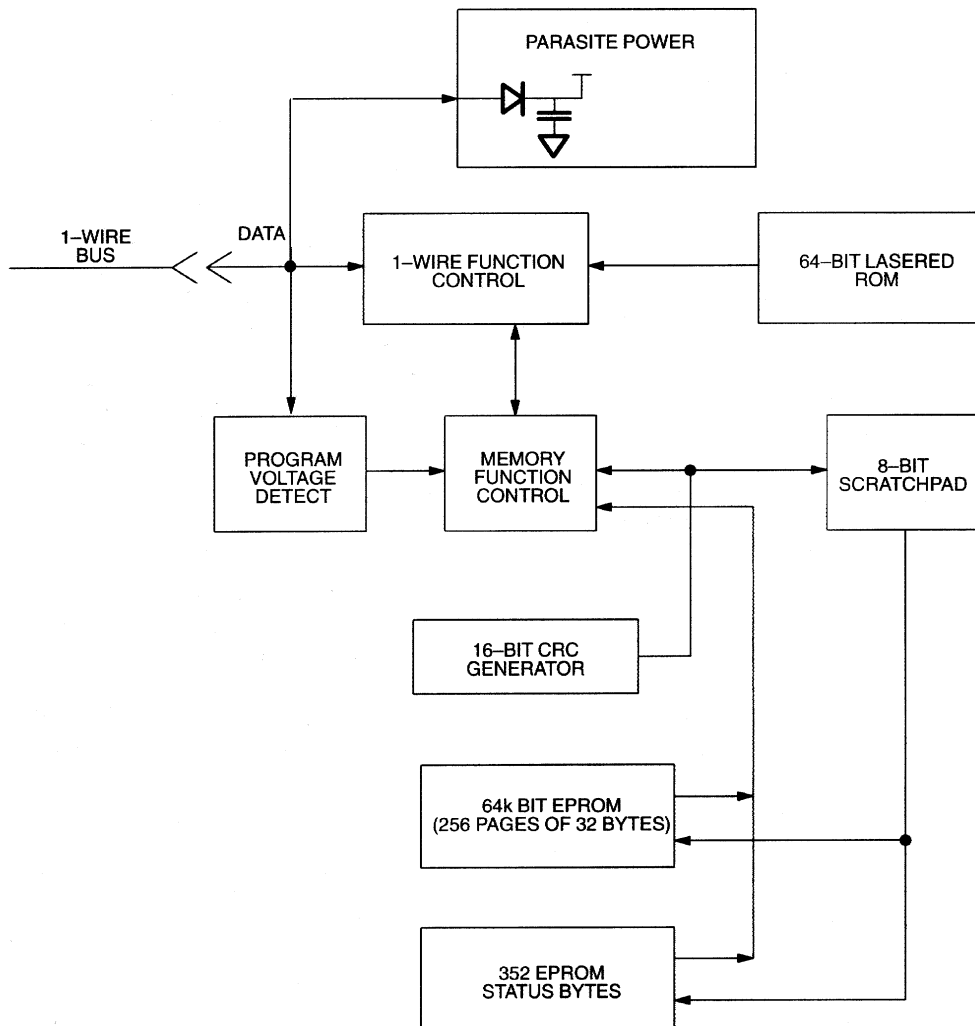 PARASITE POWER
1–WIRE
BUS
DATA
1–WIRE FUNCTION
CONTROL
64–BIT LASERED
ROM
PROGRAM
VOLTAGE
DETECT
MEMORY
FUNCTION
CONTROL
8–BIT
SCRATCHPAD
16–BIT CRC
GENERATOR
64k BIT EPROM
(256 PAGES OF 32 BYTES)
352 EPROM
STATUS BYTES